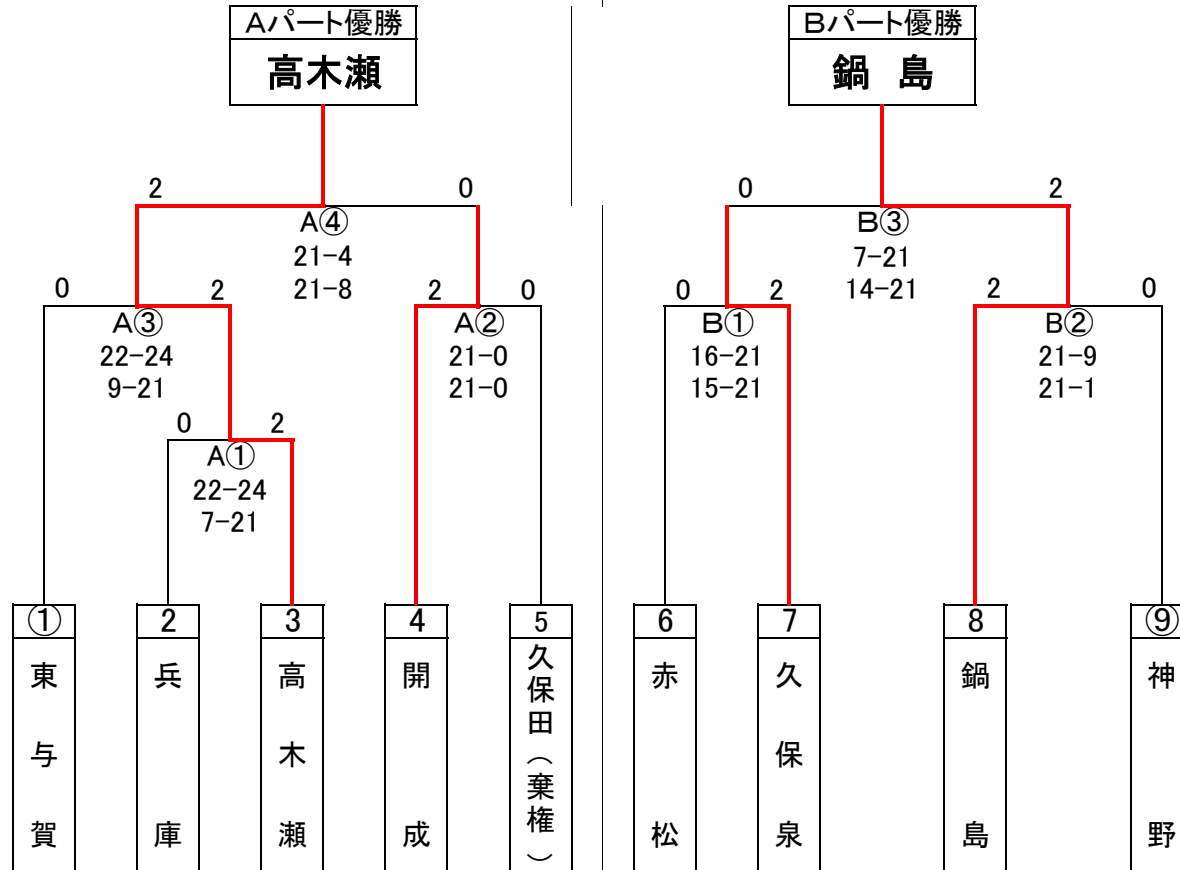 Aパート優勝
高木瀬
Bパート優勝
鍋 島
2 0
A④
21-4
21-8
0 2
B③
7-21
14-21
0 2
A③
22-24
9-21
2 0
A②
21-0
21-0
0 2
B①
16-21
15-21
2 0
B②
21-9
21-1
0 2
A①
22-24
7-21
① 2 3 4 5 6 7 8 ⑨
東与賀
兵庫
高木瀬
開成
久保田(棄権)
赤松
久保泉
鍋島
神野